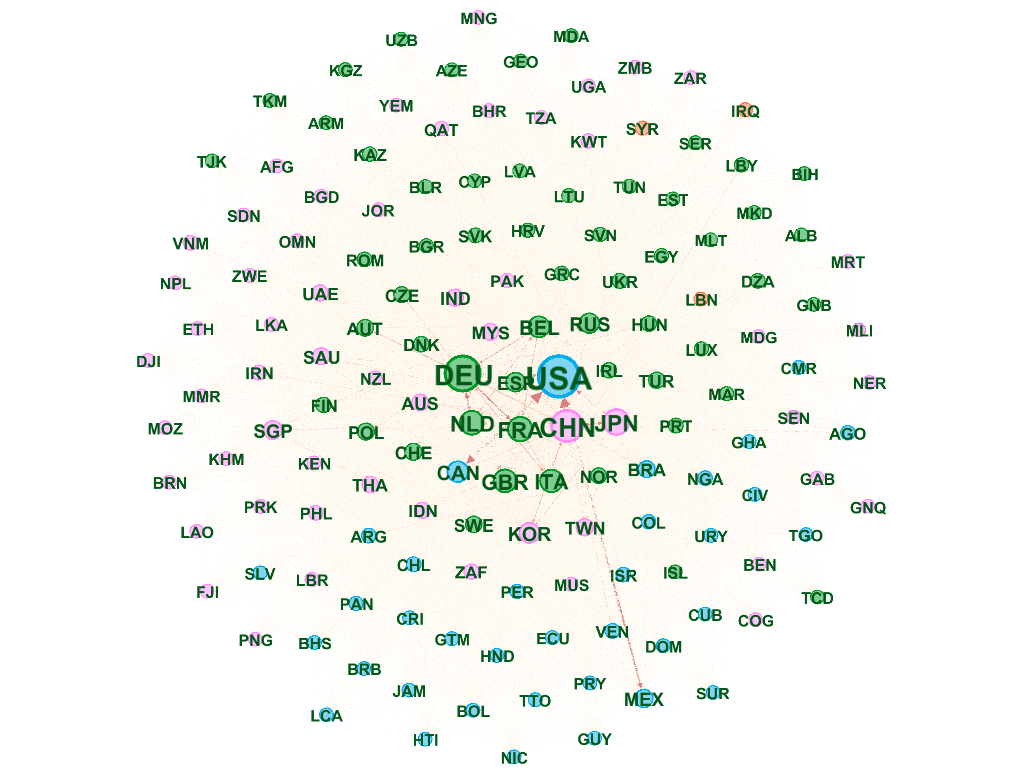 MNG
UZB
MDA
KGZ
AZE
GEO
ZMB
ZAR
UGA
TKM
YEM
BHR
TZA
IRQ
ARM
QAT
SYR
KWT
SER
TJK
AFG
KAZ
LBY
BIH
BLR
CYP
LVA
TUN
BGD
LTU
EST
JOR
SDN
MKD
VNM
OMN
BGR
SVK
HRV
SVN
MLT
ALB
ROM
EGY
MRT
NPL
ZWE
UAE
CZE
IND
PAK
GRC
UKR
DZA
LBN
GNB
ETH
LKA
AUT
DNK
MYS
BEL
RUS
HUN
MDG
MLI
DJI
IRN
SAU
NZL
DEU
ESP
USA
IRL
TUR
LUX
CMR
NER
MMR
FIN
AUS
MAR
MOZ
SGP
POL
NLD
FRA
CHN
JPN
PRT
SEN
AGO
KHM
KEN
CHE
CAN
GHA
BRN
THA
GBR
ITA
NOR
BRA
NGA
GAB
CIV
PRK
PHL
IDN
GNQ
LAO
ARG
SWE
KOR
TWN
COL
URY
TGO
SLV
LBR
CHL
ZAF
PER
MUS
ISR
ISL
BEN
FJI
PAN
CRI
CUB
COG
TCD
PNG
BHS
GTM
HND
ECU
VEN
DOM
BRB
JAM
BOL
TTO
PRY
MEX
SUR
LCA
HTI
NIC
GUY